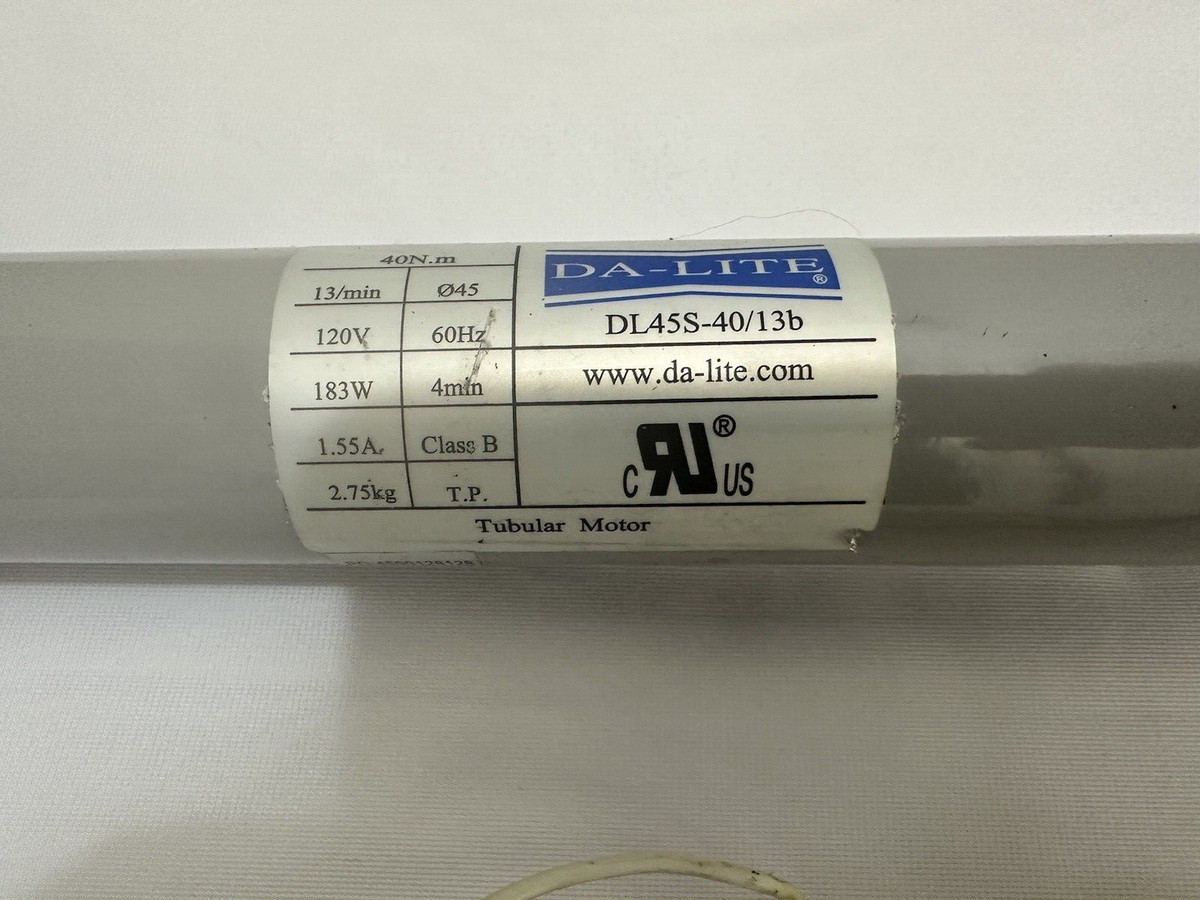 40N.m
13/min Ø45
120V 60Hz
183W 4min
1.55A Class B
2.75kg T.P.
DA-LITE®
DL45S-40/13b
www.da-lite.com
c RU® US
Tubular Motor